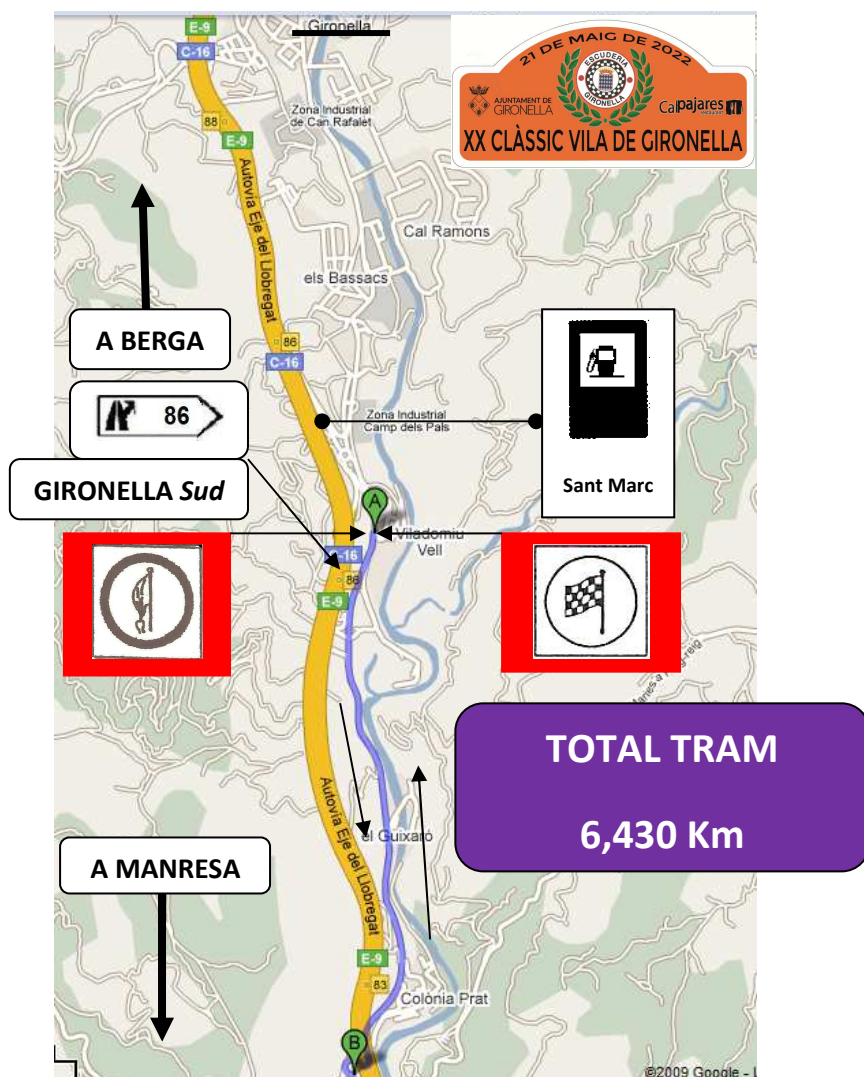 E-9
Gironella
C-16
21 DE MAIG DE 2022
ESCUDERIA
GIRONELLA
AJUNTAMENT DE
GIRONELLA
Calpajares
restaurant
XX CLÀSSIC VILA DE GIRONELLA
Zona Industrial
de Can Rafalet
88
E-9
Autovía Eje del Llobregat
Cal Ramons
els Bassacs
A BERGA
86
C-16
86
Zona Industrial
Camp dels Pals
Sant Marc
GIRONELLA Sud
A
Viladomiu
Vell
C-16
86
E-9
TOTAL TRAM
6,430 Km
Autovía Eje del Llobregat
el Guixaró
A MANRESA
E-9
83
Colònia Prat
B
©2009 Google - L